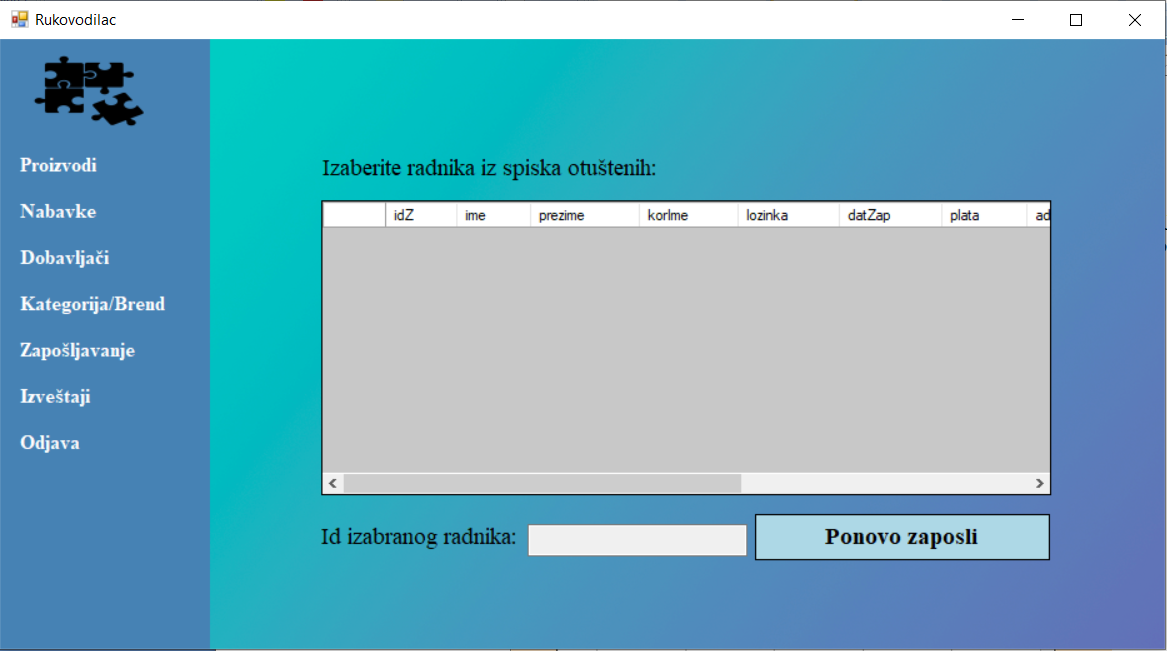 Rukovodilac
Proizvodi
Nabavke
Dobavljači
Kategorija/Brend
Zapošljavanje
Izveštaji
Odjava
Izaberite radnika iz spiska otuštenih:
idZ ime prezime korIme lozinka datZap plata ad
Id izabranog radnika:
Ponovo zaposli